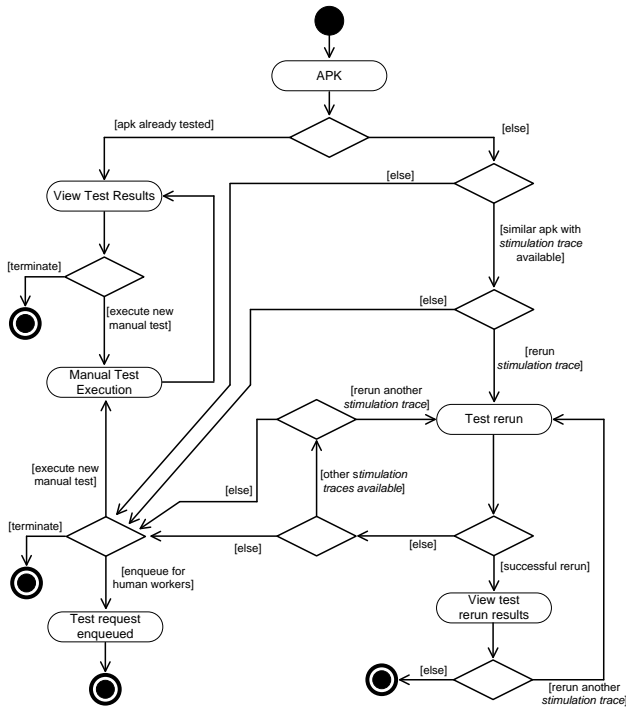 APK
[apk already tested]
[else]
View Test Results
[else]
[similar apk with
stimulation trace
available]
[terminate]
[else]
[execute new
manual test]
[rerun
stimulation trace]
Manual Test
Execution
[rerun another
stimulation trace]
Test rerun
[execute new
manual test]
[other stimulation
traces available]
[else]
[terminate]
[else]
[else]
[successful rerun]
[enqueue for
human workers]
View test
rerun results
Test request
enqueued
[else]
[rerun another
stimulation trace]